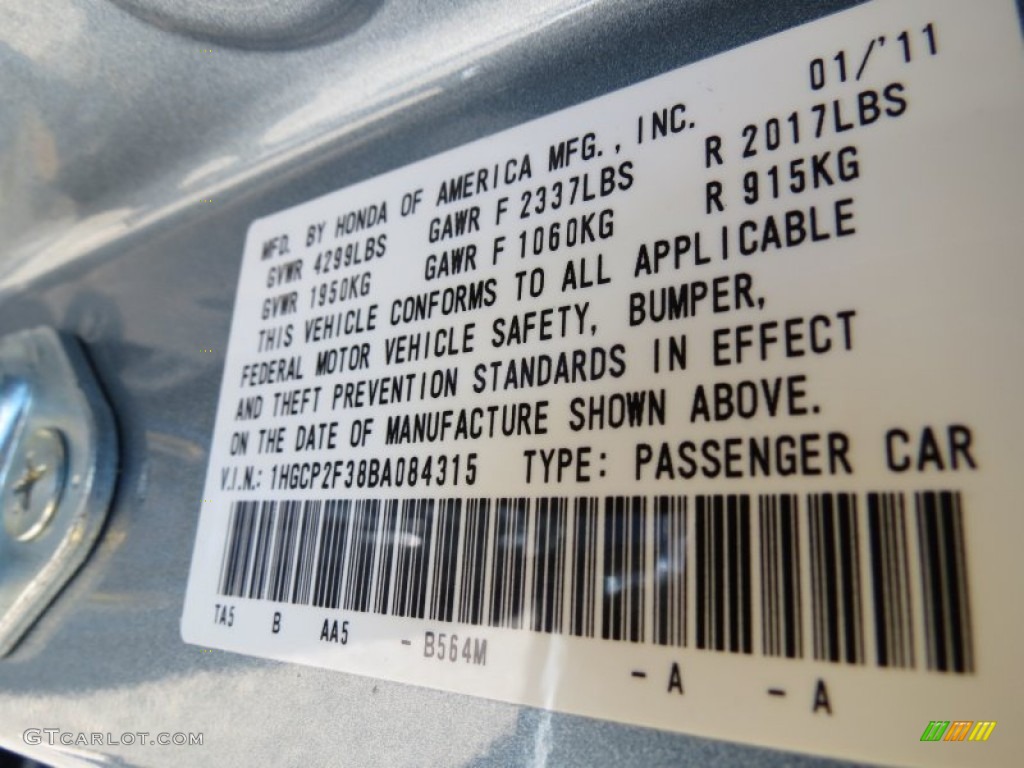 01/'11
MFD. BY HONDA OF AMERICA MFG., INC.
GVWR 4299LBS GAWR F 2337LBS R 2017LBS
GVWR 1950KG GAWR F 1060KG R 915KG
THIS VEHICLE CONFORMS TO ALL APPLICABLE
FEDERAL MOTOR VEHICLE SAFETY, BUMPER,
AND THEFT PREVENTION STANDARDS IN EFFECT
ON THE DATE OF MANUFACTURE SHOWN ABOVE.
V.I.N.: 1HGCP2F38BA084315 TYPE: PASSENGER CAR
TA5 B AA5 - B564M - A - A
GTCARLOT.COM